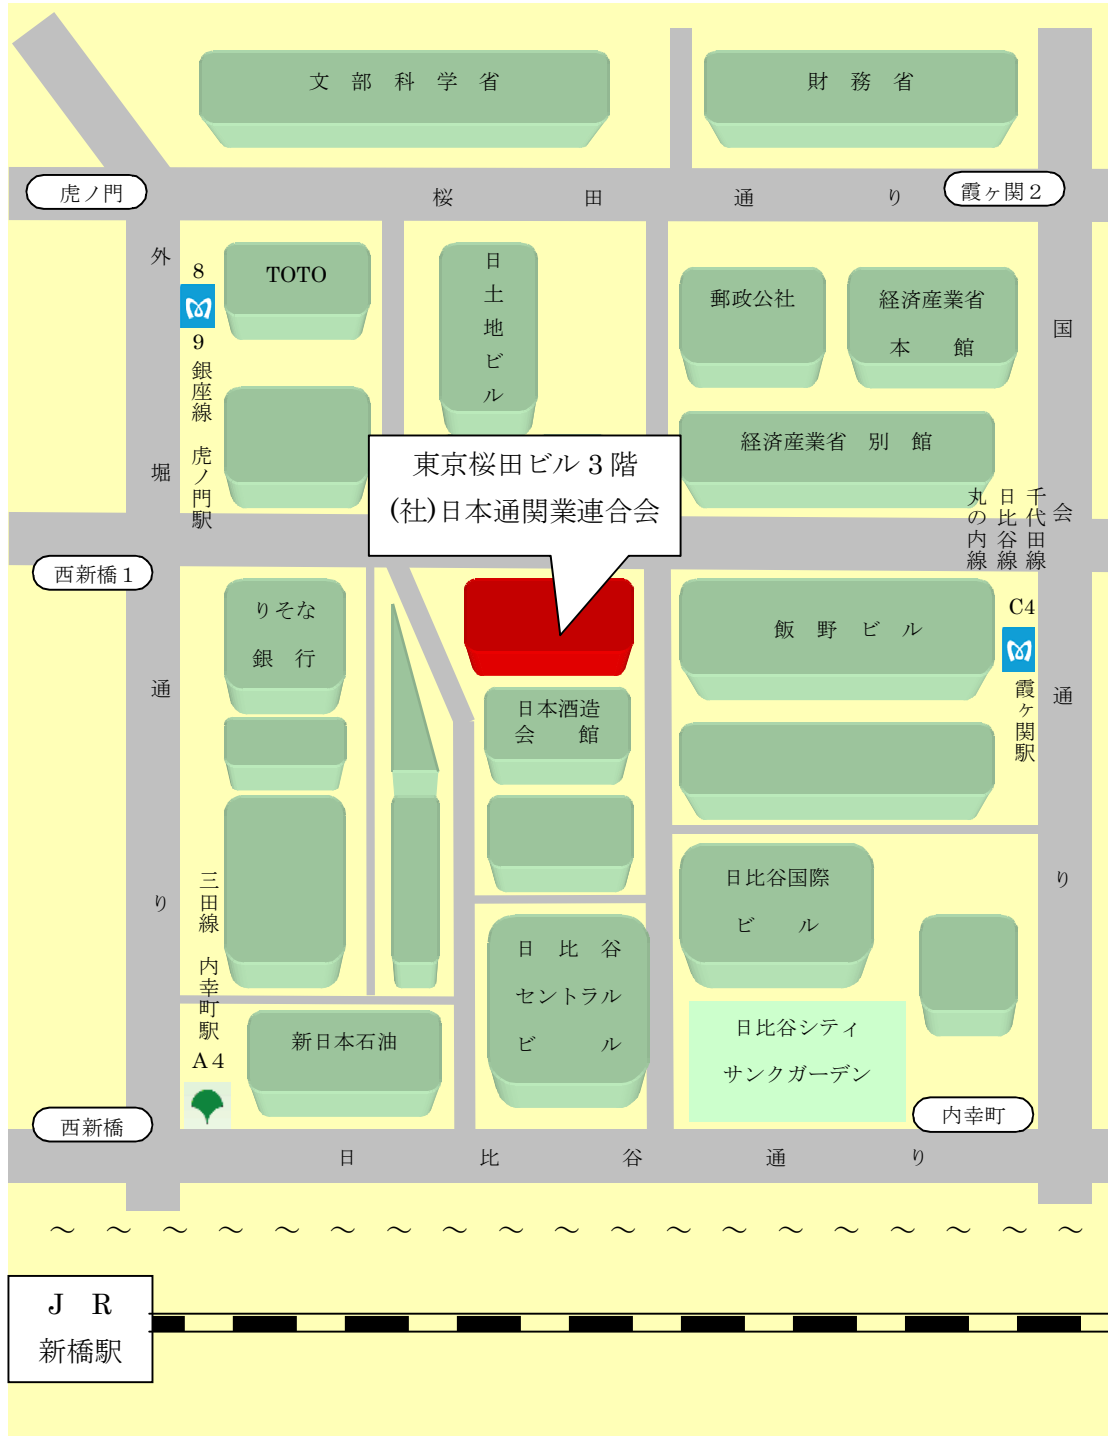 文 部 科 学 省
財 務 省
虎ノ門
桜 田 通 り
霞ヶ関２
外 堀 通 り
8
9
銀座線 虎ノ門駅
TOTO
日土地ビル
郵政公社
経済産業省
本 館
経済産業省 別 館
国 会 通 り
東京桜田ビル３階
(社)日本通関業連合会
千代田線
日比谷線
丸の内線
西新橋１
りそな
銀 行
飯 野 ビ ル
C4
霞ヶ関駅
日本酒造
会 館
日比谷国際
ビ ル
三田線 内幸町駅
A４
日 比 谷
セントラル
ビ ル
新日本石油
日比谷シティ
サンクガーデン
西新橋
内幸町
日 比 谷 通 り
～ ～ ～ ～ ～ ～ ～ ～ ～ ～ ～ ～ ～ ～ ～ ～ ～ ～ ～
Ｊ Ｒ
新橋駅